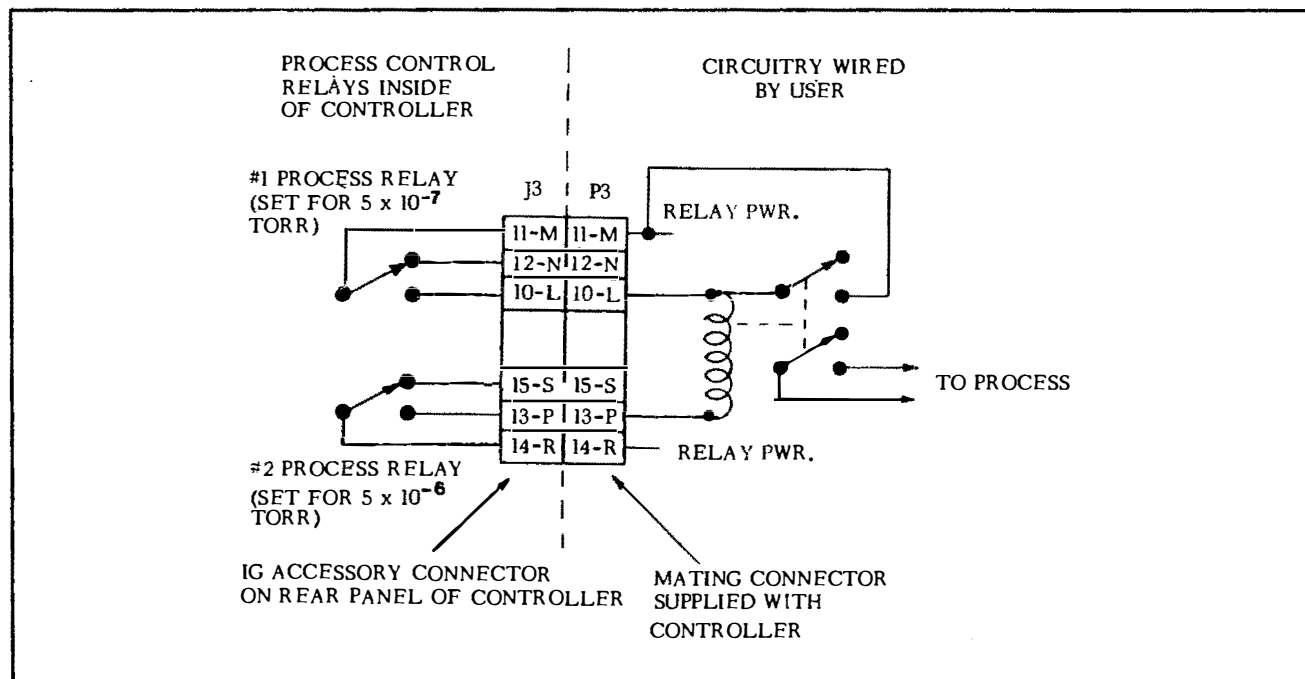 PROCESS CONTROL
RELAYS INSIDE
OF CONTROLLER
CIRCUITRY WIRED
BY USER
#1 PROCESS RELAY
(SET FOR 5 x 10⁻⁷
TORR)
J3
P3
RELAY PWR.
11-M 11-M
12-N 12-N
10-L 10-L
15-S 15-S
13-P 13-P
14-R 14-R
TO PROCESS
RELAY PWR.
#2 PROCESS RELAY
(SET FOR 5 x 10⁻⁶
TORR)
IG ACCESSORY CONNECTOR
ON REAR PANEL OF CONTROLLER
MATING CONNECTOR
SUPPLIED WITH
CONTROLLER